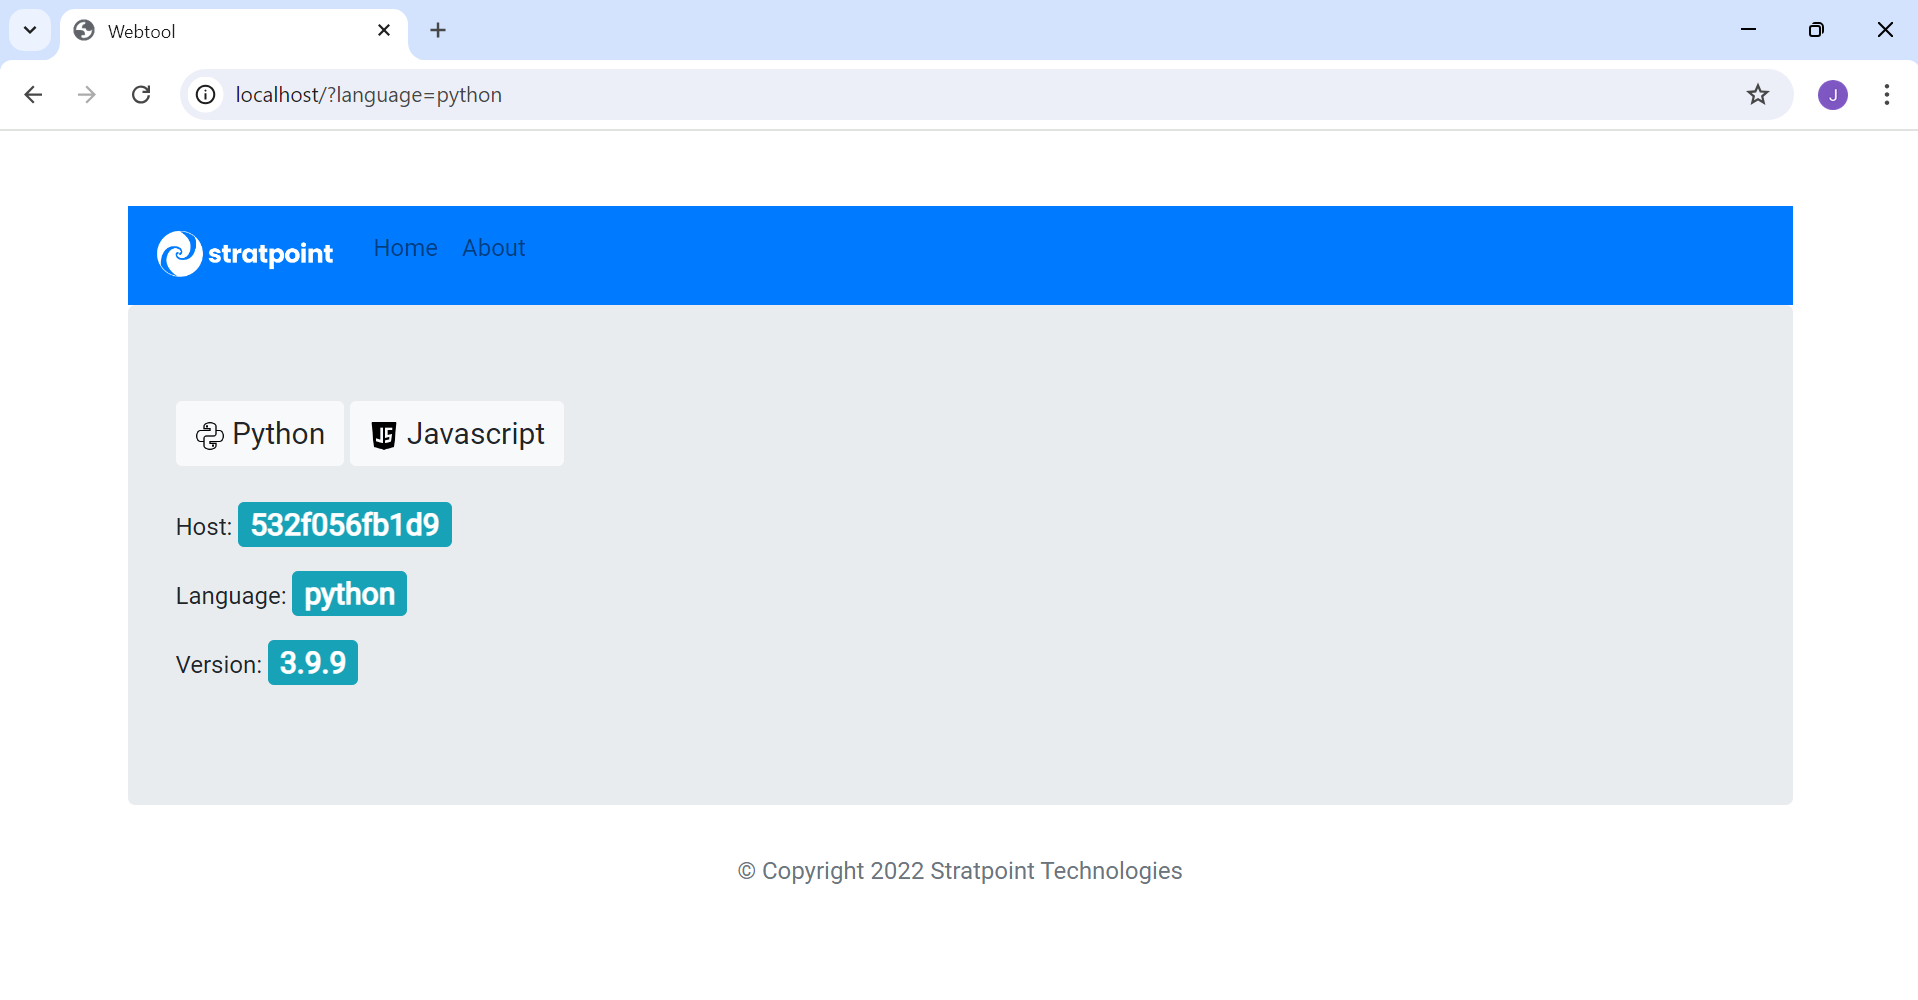 Webtool
localhost/?language=python
J
stratpoint Home About
Python JS Javascript
Host: 532f056fb1d9
Language: python
Version: 3.9.9
© Copyright 2022 Stratpoint Technologies